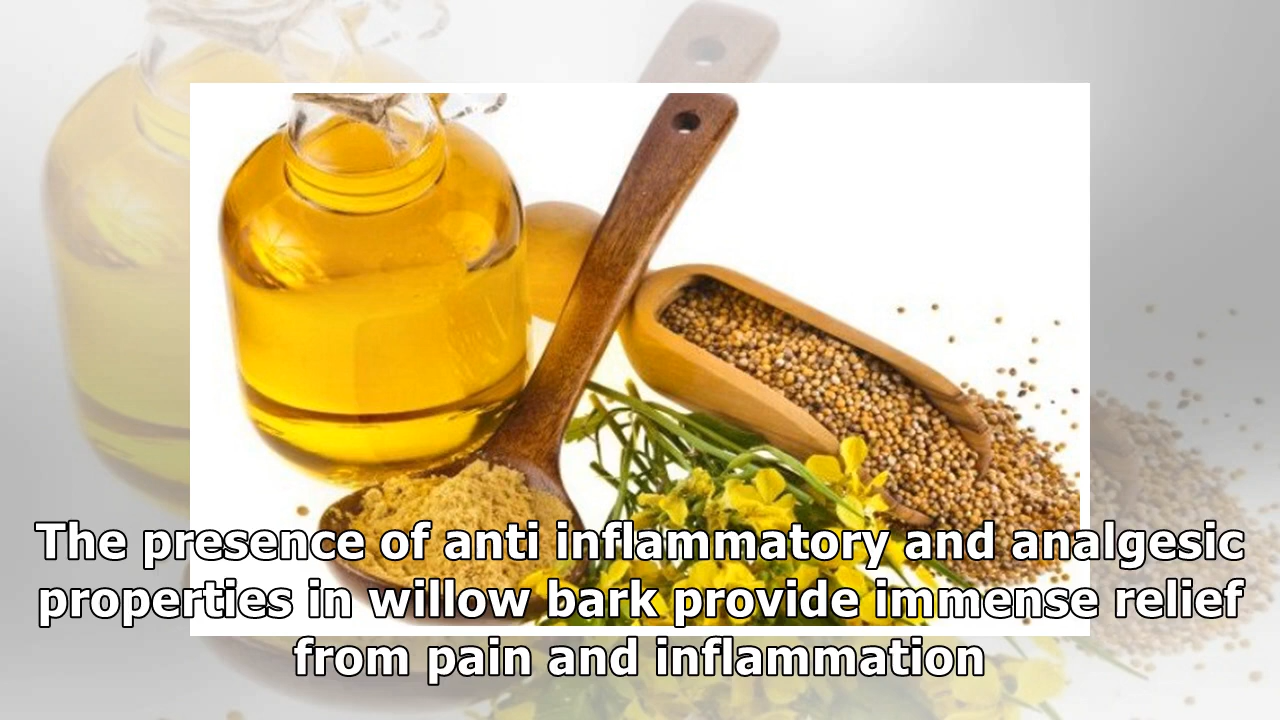 The presence of anti inflammatory and analgesic
properties in willow bark provide immense relief
from pain and inflammation